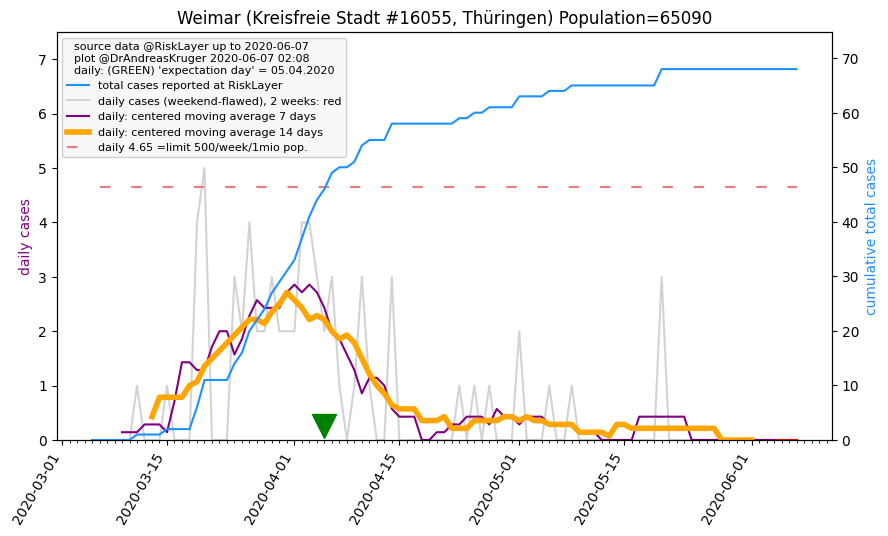 Weimar (Kreisfreie Stadt #16055, Thüringen) Population=65090
source data @RiskLayer up to 2020-06-07
plot @DrAndreasKruger 2020-06-07 02:08
daily: (GREEN) 'expectation day' = 05.04.2020
total cases reported at RiskLayer
daily cases (weekend-flawed), 2 weeks: red
daily: centered moving average 7 days
daily: centered moving average 14 days
daily 4.65 =limit 500/week/1mio pop.
daily cases
7
6
5
4
3
2
1
0
70
60
50
40
30
20
10
0
cumulative total cases
2020-03-01
2020-03-15
2020-04-01
2020-04-15
2020-05-01
2020-05-15
2020-06-01